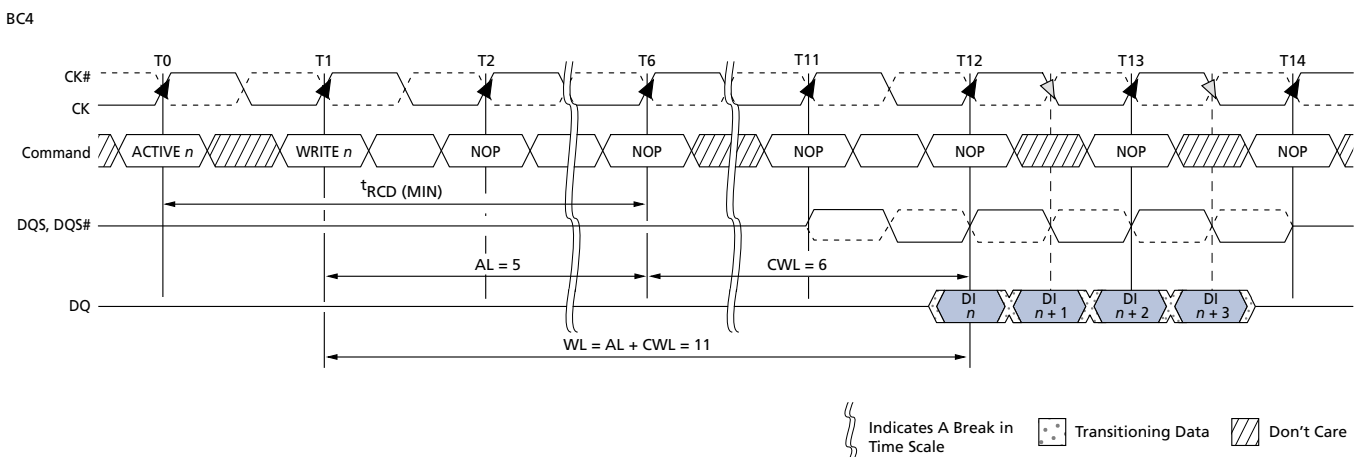 BC4
T0 T1 T2 T6 T11 T12 T13 T14
CK#
CK
Command ACTIVE n WRITE n NOP NOP NOP NOP NOP NOP
tRCD (MIN)
DQS, DQS#
AL = 5 CWL = 6
DQ DI n DI n + 1 DI n + 2 DI n + 3
WL = AL + CWL = 11
Indicates A Break in
Time Scale
Transitioning Data
Don't Care